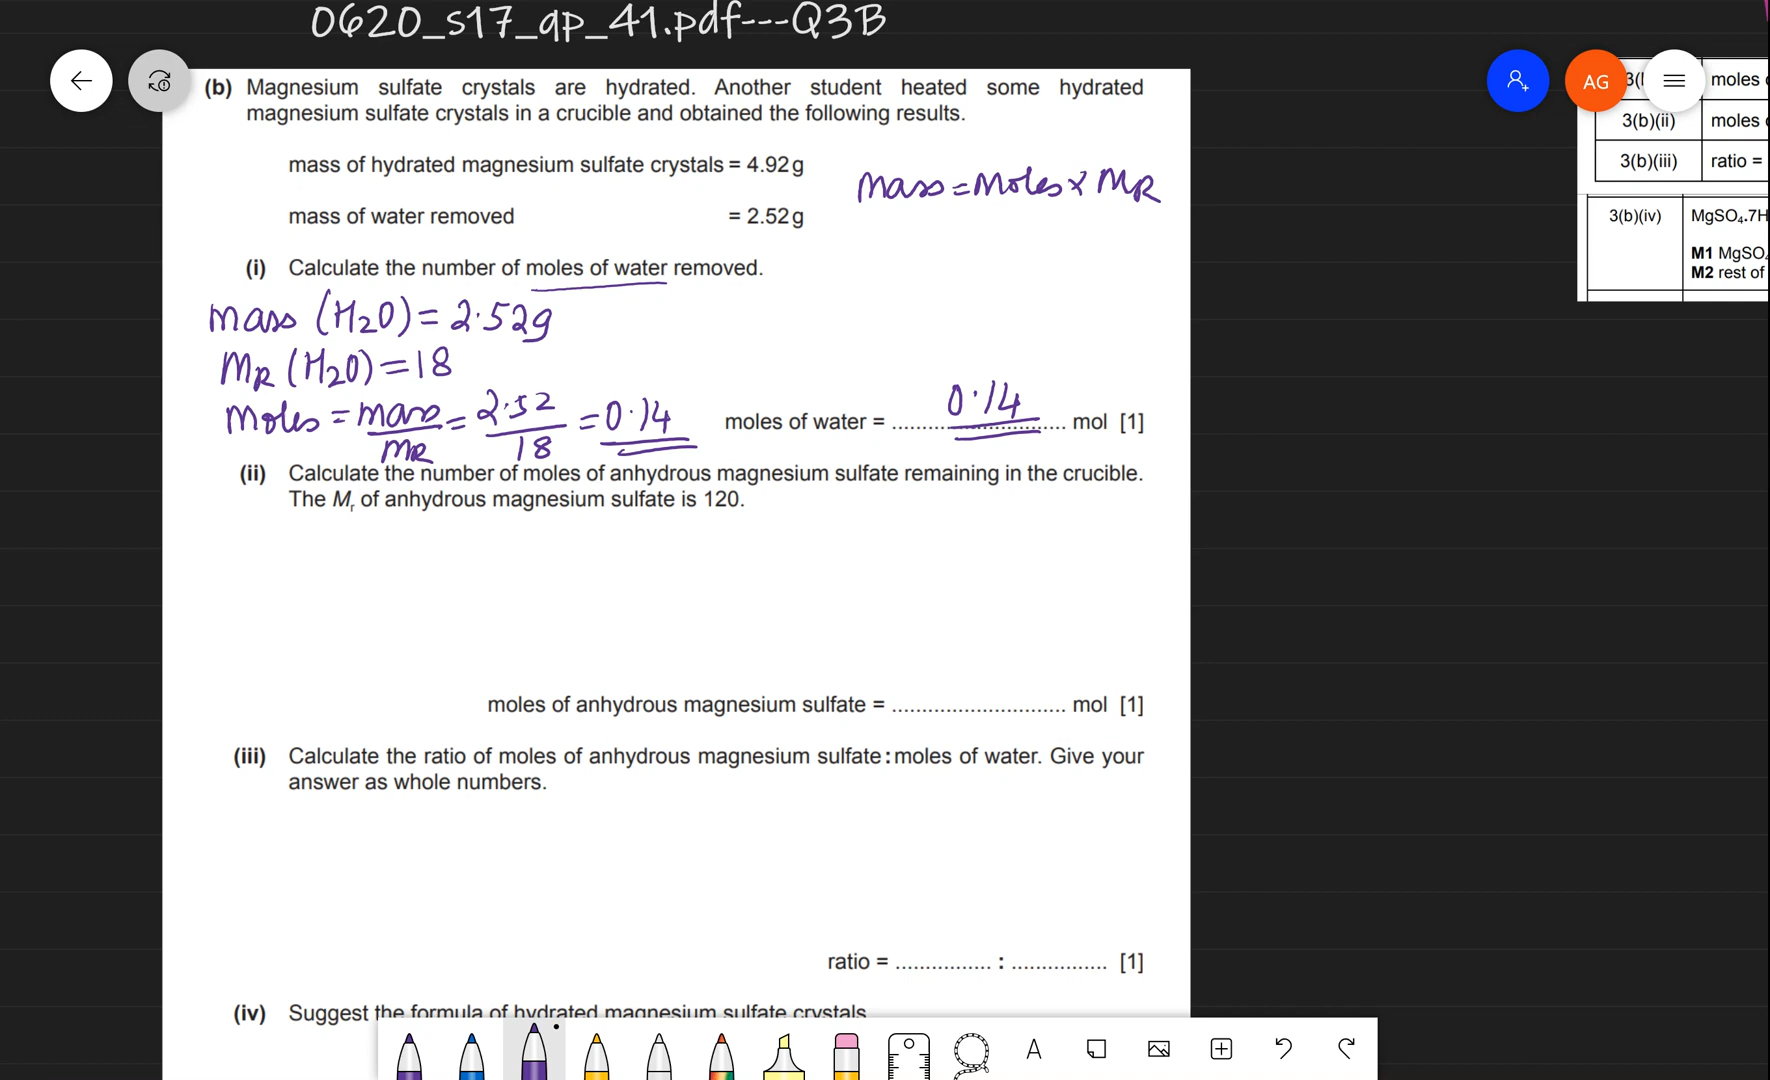 0620_s17_qp_41.pdf---Q3B
(b) Magnesium sulfate crystals are hydrated. Another student heated some hydrated
magnesium sulfate crystals in a crucible and obtained the following results.
mass of hydrated magnesium sulfate crystals = 4.92 g
Mass = Moles x MR
mass of water removed = 2.52 g
(i) Calculate the number of moles of water removed.
mass (H2O) = 2.52g
MR (H2O) = 18
Moles = mass/MR = 2.52/18 = 0.14
moles of water = .......... 0.14 .......... mol [1]
(ii) Calculate the number of moles of anhydrous magnesium sulfate remaining in the crucible.
The Mr of anhydrous magnesium sulfate is 120.
moles of anhydrous magnesium sulfate = ............................. mol [1]
(iii) Calculate the ratio of moles of anhydrous magnesium sulfate : moles of water. Give your
answer as whole numbers.
ratio = ................ : ................ [1]
(iv) Suggest the formula of hydrated magnesium sulfate crystals
AG
moles
3(b)(ii) moles
3(b)(iii) ratio =
3(b)(iv) MgSO4.7H
M1 MgSO
M2 rest of
A